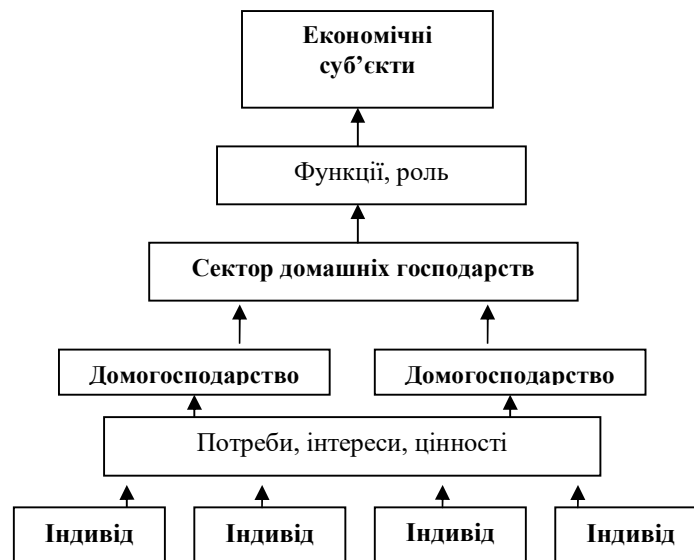 Економічні
суб’єкти
Функції, роль
Сектор домашніх господарств
Домогосподарство Домогосподарство
Потреби, інтереси, цінності
Індивід Індивід Індивід Індивід